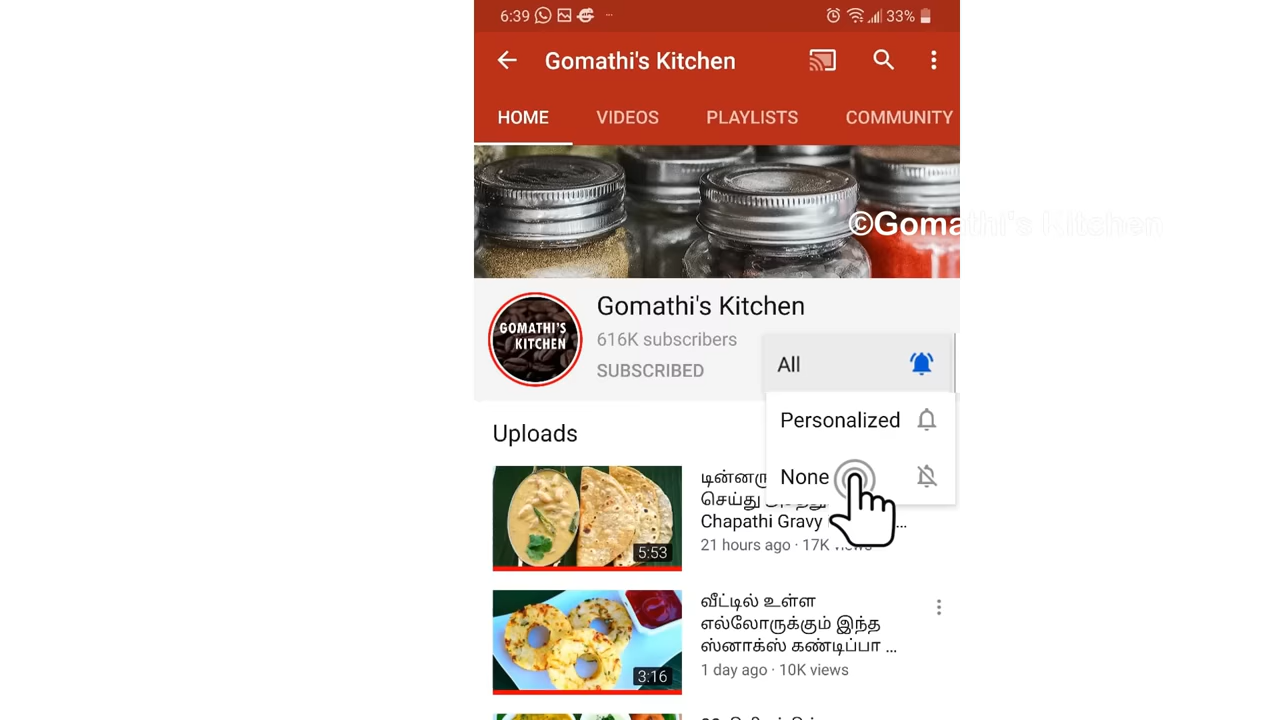 6:39
33%
Gomathi's Kitchen
HOME
VIDEOS
PLAYLISTS
COMMUNITY
©Gomathi's Kitchen
GOMATHI'S
KITCHEN
Gomathi's Kitchen
616K subscribers
SUBSCRIBED
All
Personalized
None
Uploads
5:53
செய்து
Chapathi Gravy
...
21 hours ago · 17K views
3:16
வீட்டில் உள்ள
எல்லோருக்கும் இந்த
ஸ்னாக்ஸ் கண்டிப்பா ...
1 day ago · 10K views